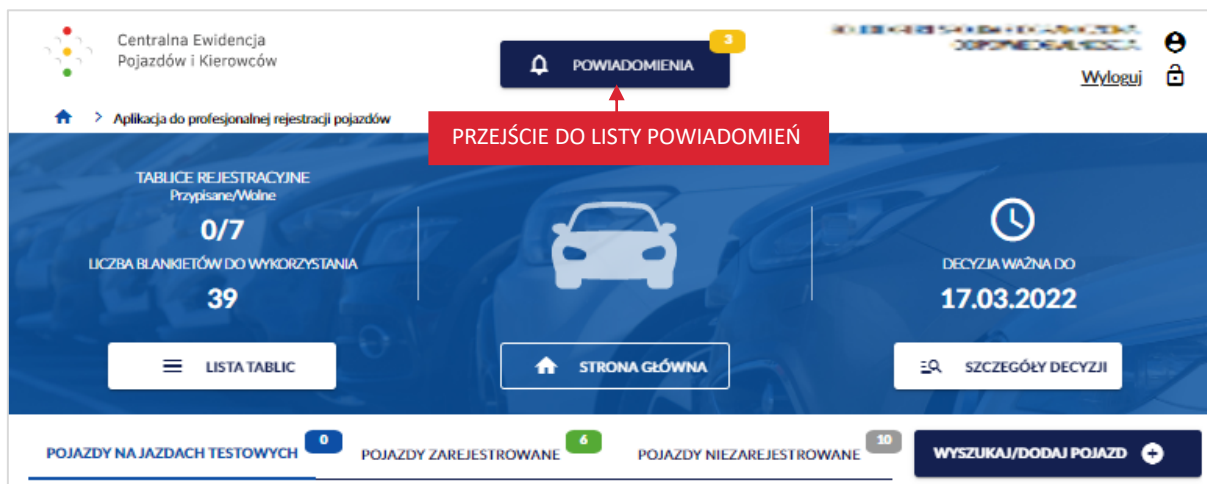 Centralna Ewidencja
Pojazdów i Kierowców
POWIADOMIENIA
3
Wyloguj
> Aplikacja do profesjonalnej rejestracji pojazdów
PRZEJŚCIE DO LISTY POWIADOMIEŃ
TABLICE REJESTRACYJNE
Przypisane/Wolne
0/7
LICZBA BLANKIETÓW DO WYKORZYSTANIA
39
LISTA TABLIC
STRONA GŁÓWNA
DECYZJA WAŻNA DO
17.03.2022
SZCZEGÓŁY DECYZJI
POJAZDY NA JAZDACH TESTOWYCH 0
POJAZDY ZAREJESTROWANE 6
POJAZDY NIEZAREJESTROWANE 10
WYSZUKAJ/DODAJ POJAZD